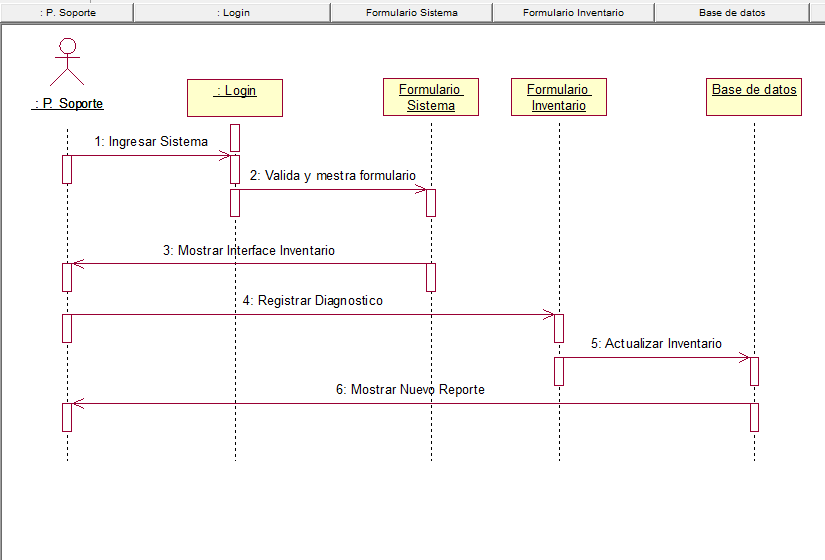 : P. Soporte
: Login
Formulario Sistema
Formulario Inventario
Base de datos
: P. Soporte
: Login
Formulario
Sistema
Formulario
Inventario
Base de datos
1: Ingresar Sistema
2: Valida y mestra formulario
3: Mostrar Interface Inventario
4: Registrar Diagnostico
5: Actualizar Inventario
6: Mostrar Nuevo Reporte